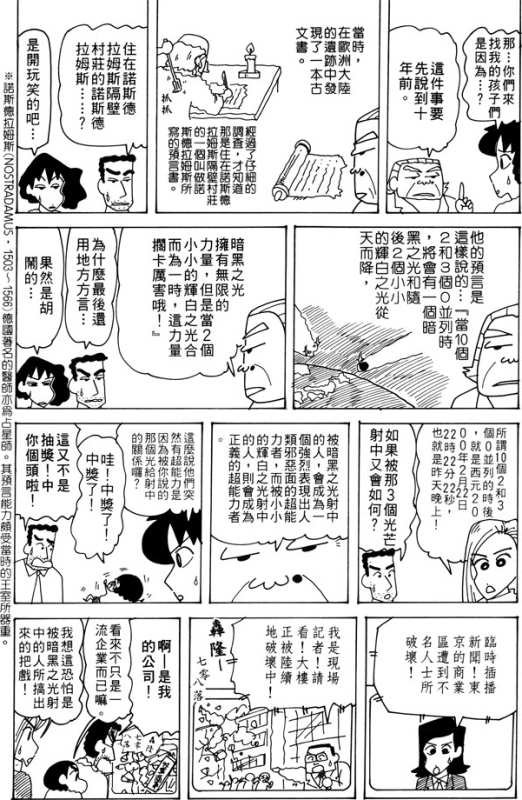 那‧你們來
找我的孩子們
是因為…?
這件事要
先說到十
年前。
當時,
在歐洲大陸
的遺跡中發
現了一本古
文書。
抓抓
經過了仔細的
調查,才知道
那是住在諾斯德
拉姆斯隔壁村莊
的一個叫做諾
斯德拉姆斯所
寫的預言書。
住在諾斯德
拉姆斯隔壁
村莊的諾斯德
拉姆斯……?
是開玩笑的吧…
他的預言是
這樣說的…『當10個
2和3個0並列時
,將會有一個暗
黑之光和隨
後2個小小
的輝白之光從
天而降,
暗黑之光
擁有無限的
力量,但是當2個
小小的輝白之光合
而為一時,這力量
擱卡厲害哦!』
為什麼最後還
用地方方言…
果然是胡
鬧的…
所謂10個2和3
個0並列的時後
,就是西元20
00年2月22日
22時22分22秒,
也就是昨天晚上!
如果被那3個光芒
射中又會如何?
被暗黑之光射中
的人,會成為一
個強烈表現出人
類邪惡面的超能
力者,而被小小
的輝白之光射中
的人,則會成為
正義的超能力者
這麼說他們突
然有超能力是
因為被你說的
那個光給射中
的關係囉?
哇!中獎了!
中獎了!
這又不是
抽獎!中
你個頭啦!
臨時插播
新聞!東
京的商業
區遭到不
名人士所
破壞!
我是現場
記者!請
看!大樓
正被陸續
地破壞中!
轟隆—
七零八落
啊—是我
的公司!
看來不只是一
流企業而已嘛。
我想這恐怕是
被暗黑之光射
中的人所搞出
來的把戲!
※諾斯德拉姆斯(NOSTRADAMUS,1503~1566)德國著名的醫師亦為占星師。其預言能力頗受當時的王室所器重。